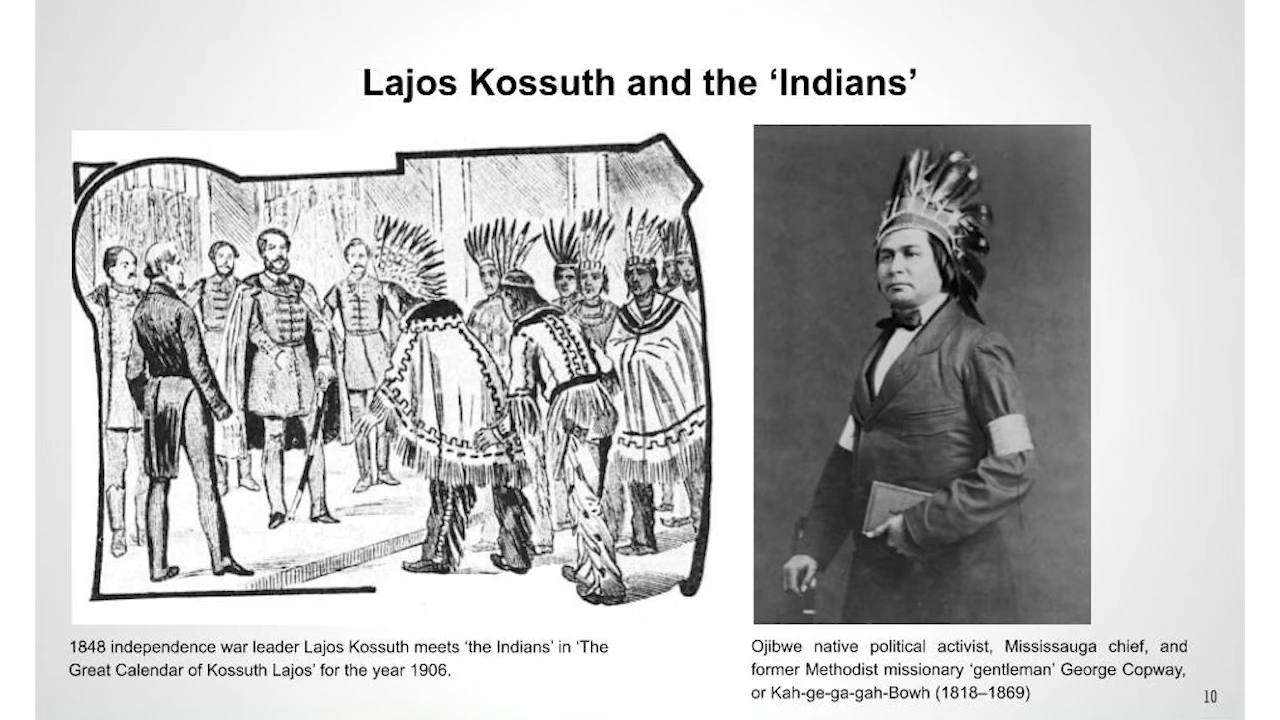 Lajos Kossuth and the ‘Indians’
1848 independence war leader Lajos Kossuth meets ‘the Indians’ in ‘The
Great Calendar of Kossuth Lajos’ for the year 1906.
Ojibwe native political activist, Mississauga chief, and
former Methodist missionary ‘gentleman’ George Copway,
or Kah-ge-ga-gah-Bowh (1818–1869)
10